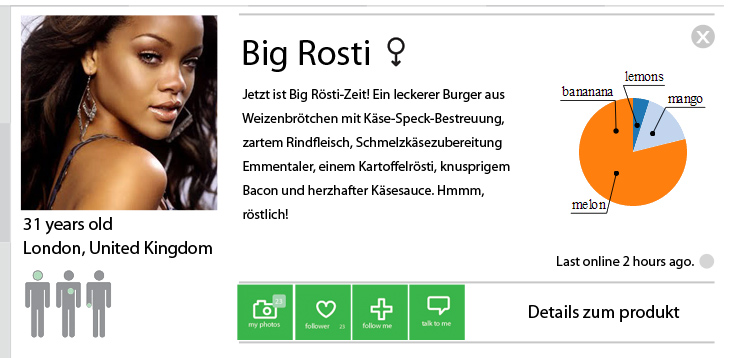 Big Rosti
Jetzt ist Big Rösti-Zeit! Ein leckerer Burger aus
Weizenbrötchen mit Käse-Speck-Bestreuung,
zartem Rindfleisch, Schmelzkäsezubereitung
Emmentaler, einem Kartoffelrösti, knusprigem
Bacon und herzhafter Käsesauce. Hmmm,
röstlich!
lemons
bananana
mango
melon
31 years old
London, United Kingdom
Last online 2 hours ago.
23
my photos
follower 23
follow me
talk to me
Details zum produkt